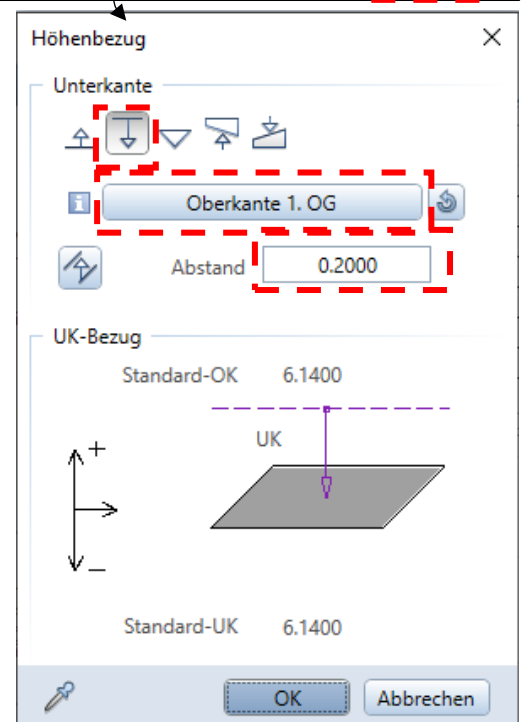 Höhenbezug
Unterkante
Oberkante 1. OG
Abstand 0.2000
UK-Bezug
Standard-OK 6.1400
UK
+
–
Standard-UK 6.1400
OK Abbrechen